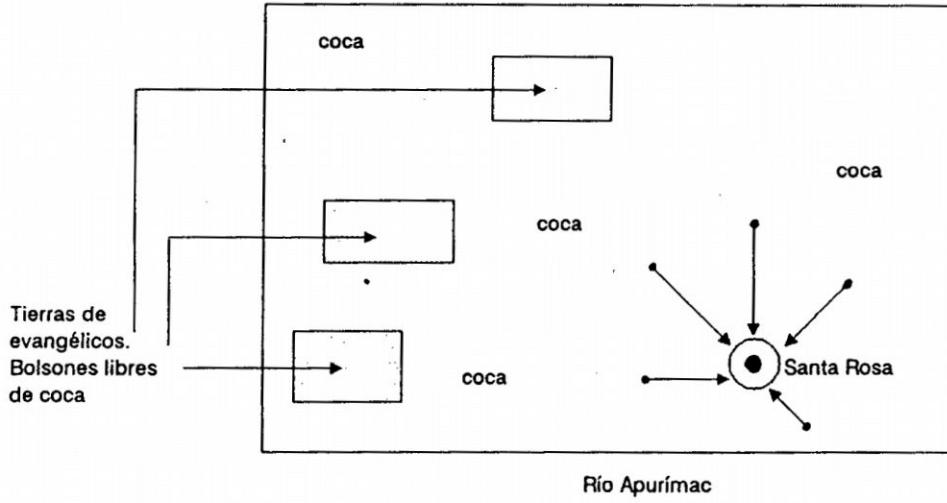 coca
coca
coca
Tierras de
evangélicos.
Bolsones libres
de coca
coca
Santa Rosa
Río Apurímac